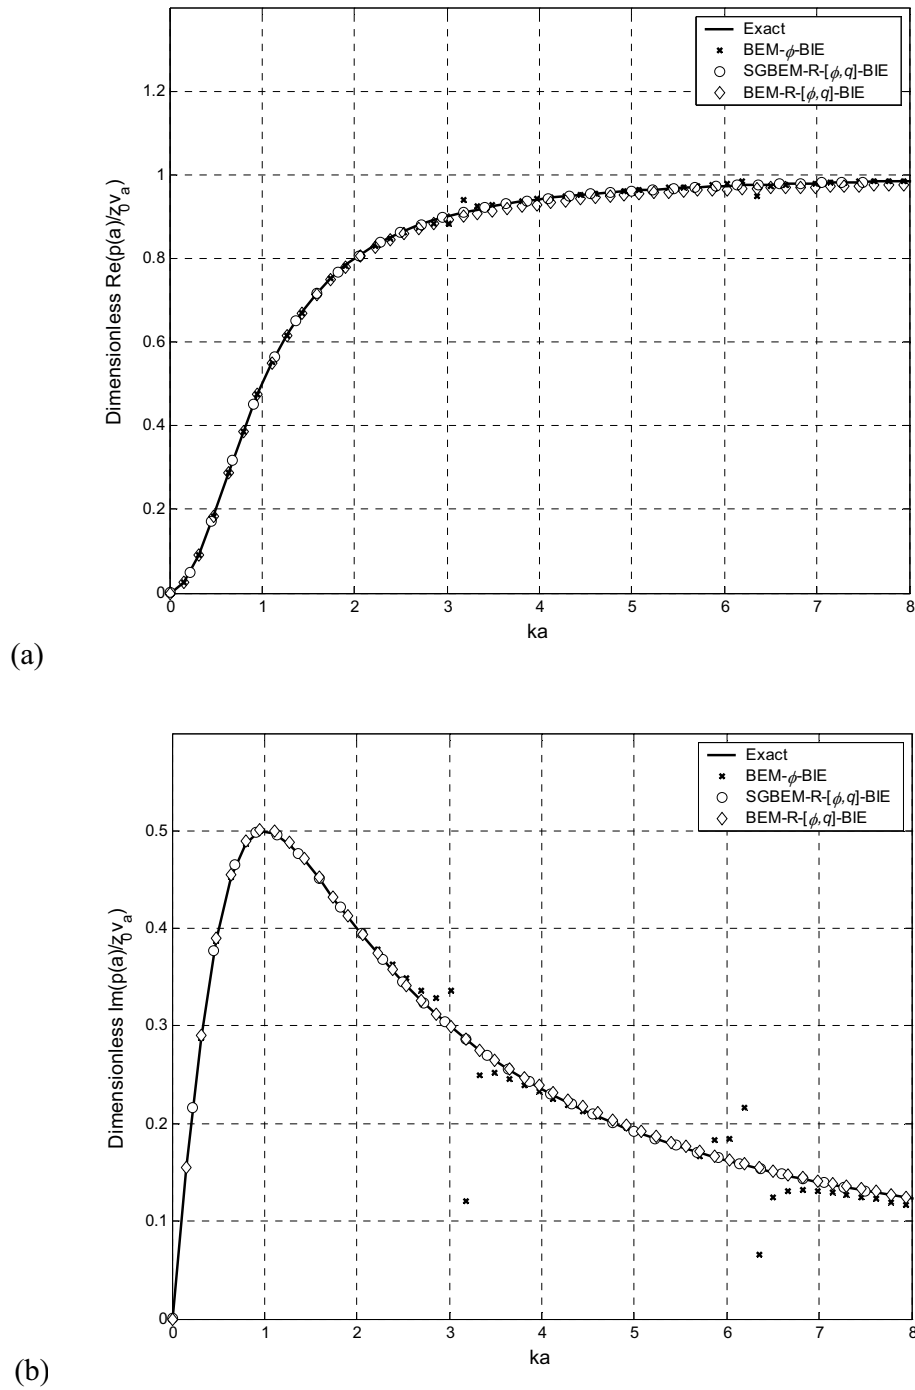 Exact
BEM-ϕ-BIE
SGBEM-R-[ϕ,q]-BIE
BEM-R-[ϕ,q]-BIE
1.2
1
0.8
0.6
0.4
0.2
0
Dimensionless Re(p(a)/z₀vₐ)
0 1 2 3 4 5 6 7 8
ka
(a)
Exact
BEM-ϕ-BIE
SGBEM-R-[ϕ,q]-BIE
BEM-R-[ϕ,q]-BIE
0.5
0.4
0.3
0.2
0.1
0
Dimensionless Im(p(a)/z₀vₐ)
0 1 2 3 4 5 6 7 8
ka
(b)